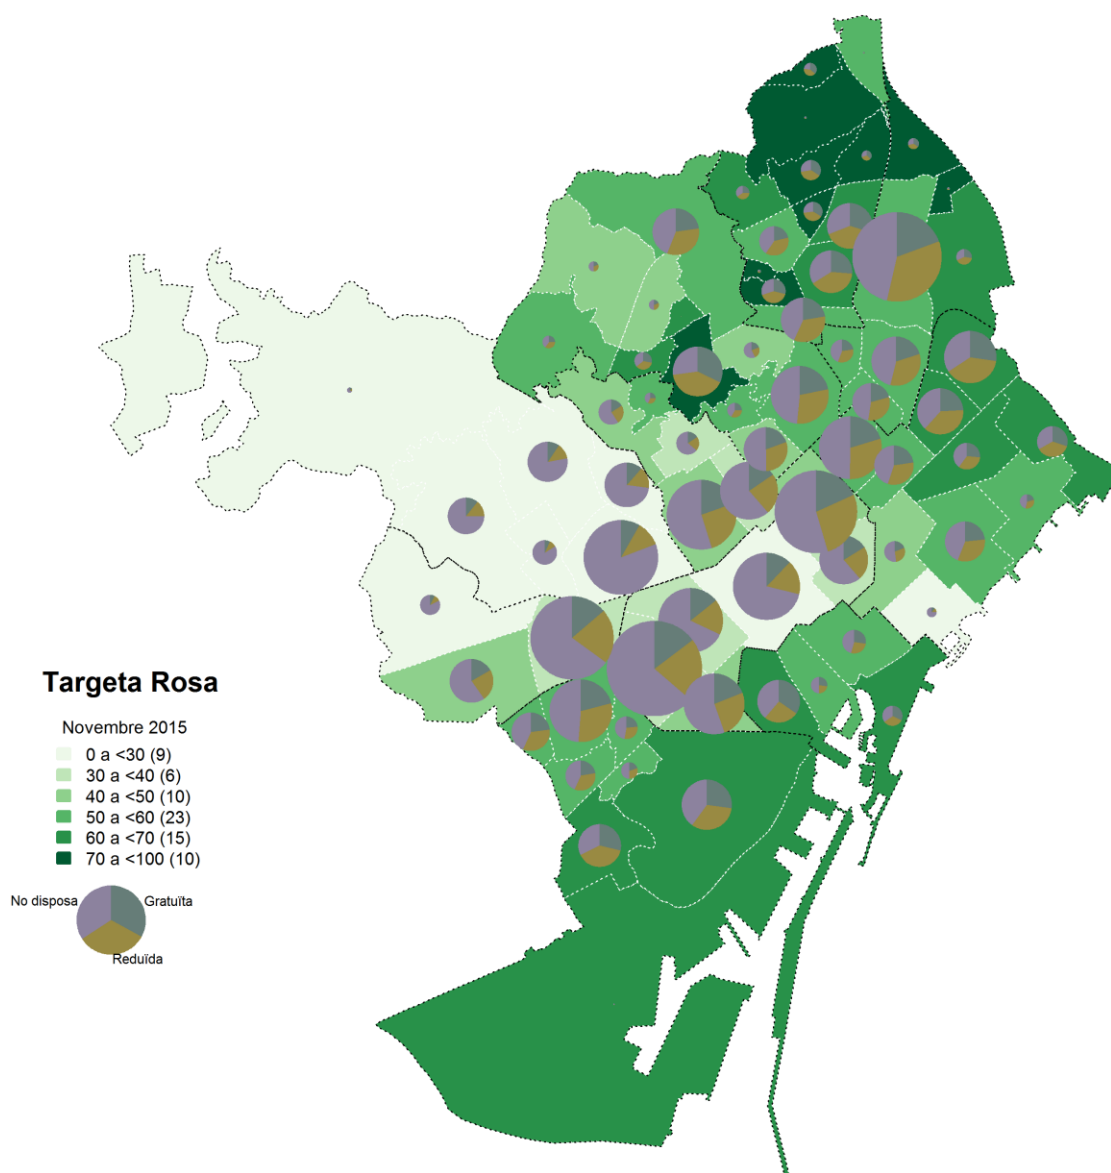 Targeta Rosa
Novembre 2015
0 a <30 (9)
30 a <40 (6)
40 a <50 (10)
50 a <60 (23)
60 a <70 (15)
70 a <100 (10)
No disposa
Gratuïta
Reduïda